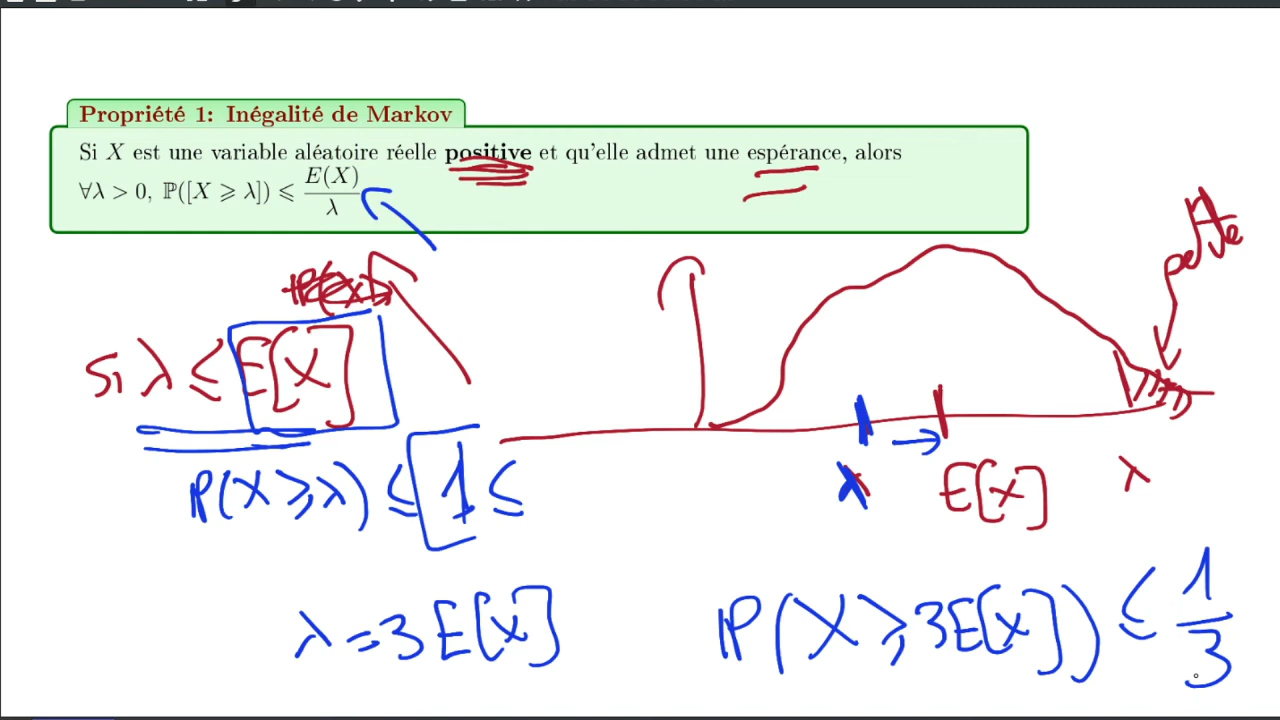 Propriété 1: Inégalité de Markov
Si X est une variable aléatoire réelle positive et qu'elle admet une espérance, alors
∀λ > 0, ℙ([X ⩾ λ]) ⩽ E(X)/λ
petite
si λ ≤ E[X]
ℙ(X ≥ λ) ≤ 1 ≤
E[X]
λ
λ = 3E[X]
ℙ(X ≥ 3E[X]) ≤ 1/3